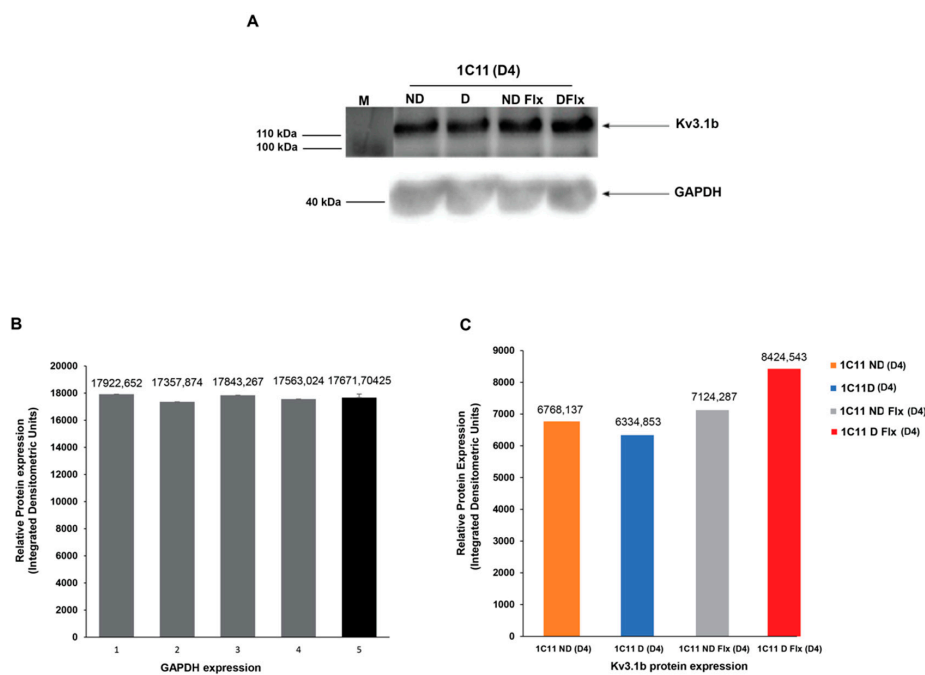 A
1C11 (D4)
M ND D ND Flx DFlx
Kv3.1b
110 kDa
100 kDa
GAPDH
40 kDa
B
Relative Protein expression
(Integrated Densitometric Units)
20000
18000
16000
14000
12000
10000
8000
6000
4000
2000
0
17922,652 17357,874 17843,267 17563,024 17671,70425
1 2 3 4 5
GAPDH expression
C
Relative Protein Expression
(Integrated Densitometric Units)
9000
8000
7000
6000
5000
4000
3000
2000
1000
0
6768,137
6334,853
7124,287
8424,543
1C11 ND (D4) 1C11 D (D4) 1C11 ND Flx (D4) 1C11 D Flx (D4)
Kv3.1b protein expression
1C11 ND (D4)
1C11D (D4)
1C11 ND Flx (D4)
1C11 D Flx (D4)